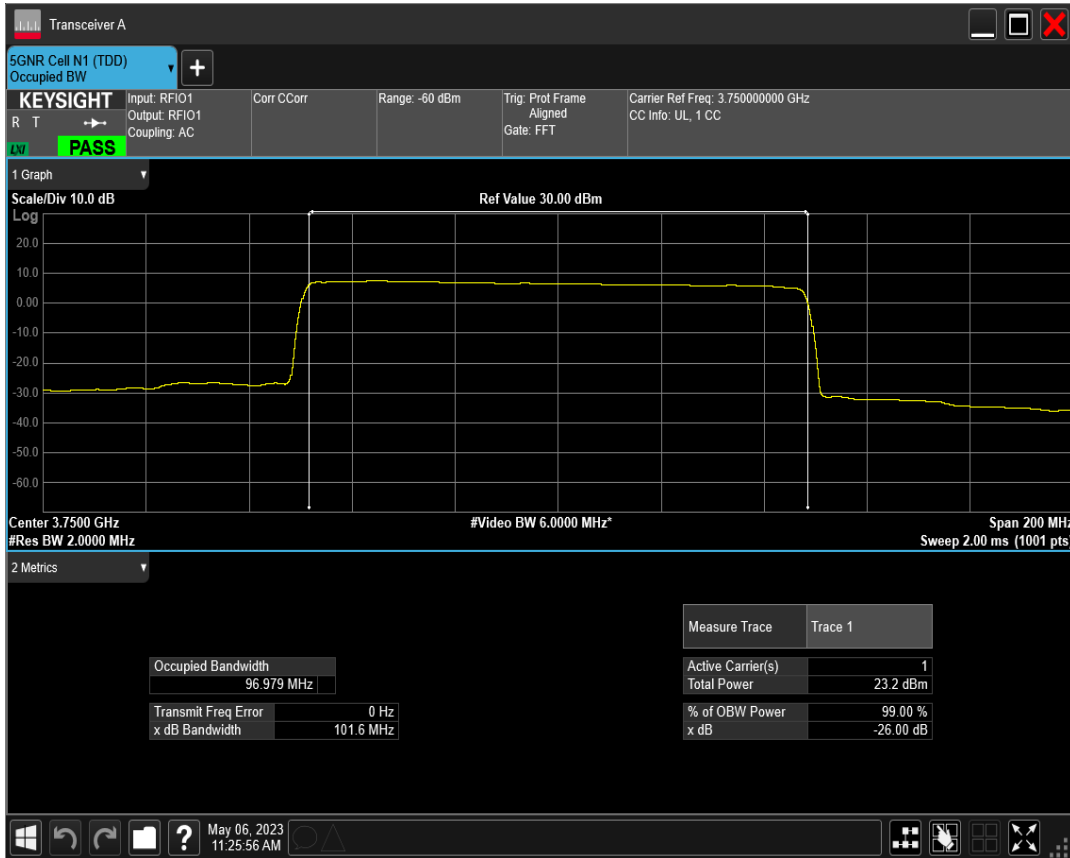 Transceiver A
5GNR Cell N1 (TDD)
Occupied BW
+
KEYSIGHT
R T
LXI
PASS
Input: RFIO1
Output: RFIO1
Coupling: AC
Corr CCorr
Range: -60 dBm
Trig: Prot Frame
Aligned
Gate: FFT
Carrier Ref Freq: 3.750000000 GHz
CC Info: UL, 1 CC
1 Graph
Scale/Div 10.0 dB
Ref Value 30.00 dBm
Log
20.0
10.0
0.00
-10.0
-20.0
-30.0
-40.0
-50.0
-60.0
Center 3.7500 GHz
#Video BW 6.0000 MHz*
Span 200 MHz
#Res BW 2.0000 MHz
Sweep 2.00 ms (1001 pts)
2 Metrics
Measure Trace Trace 1
Occupied Bandwidth
96.979 MHz
Active Carrier(s) 1
Total Power 23.2 dBm
Transmit Freq Error 0 Hz
x dB Bandwidth 101.6 MHz
% of OBW Power 99.00 %
x dB -26.00 dB
?
May 06, 2023
11:25:56 AM